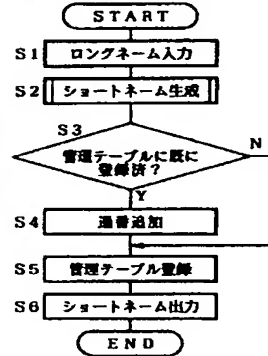 START
S1 ロングネーム入力
S2 ショートネーム生成
S3
管理テーブルに既に
登録済？
N
Y
S4 通番追加
S5 管理テーブル登録
S6 ショートネーム出力
END